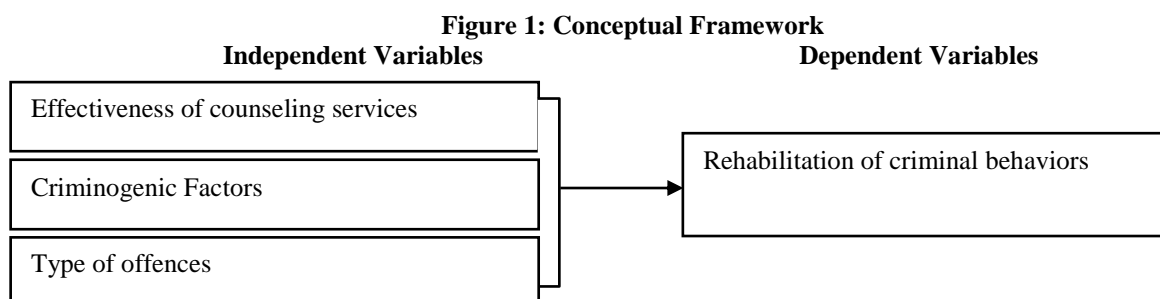 Figure 1: Conceptual Framework
Independent Variables Dependent Variables
Effectiveness of counseling services
Rehabilitation of criminal behaviors
Criminogenic Factors
Type of offences